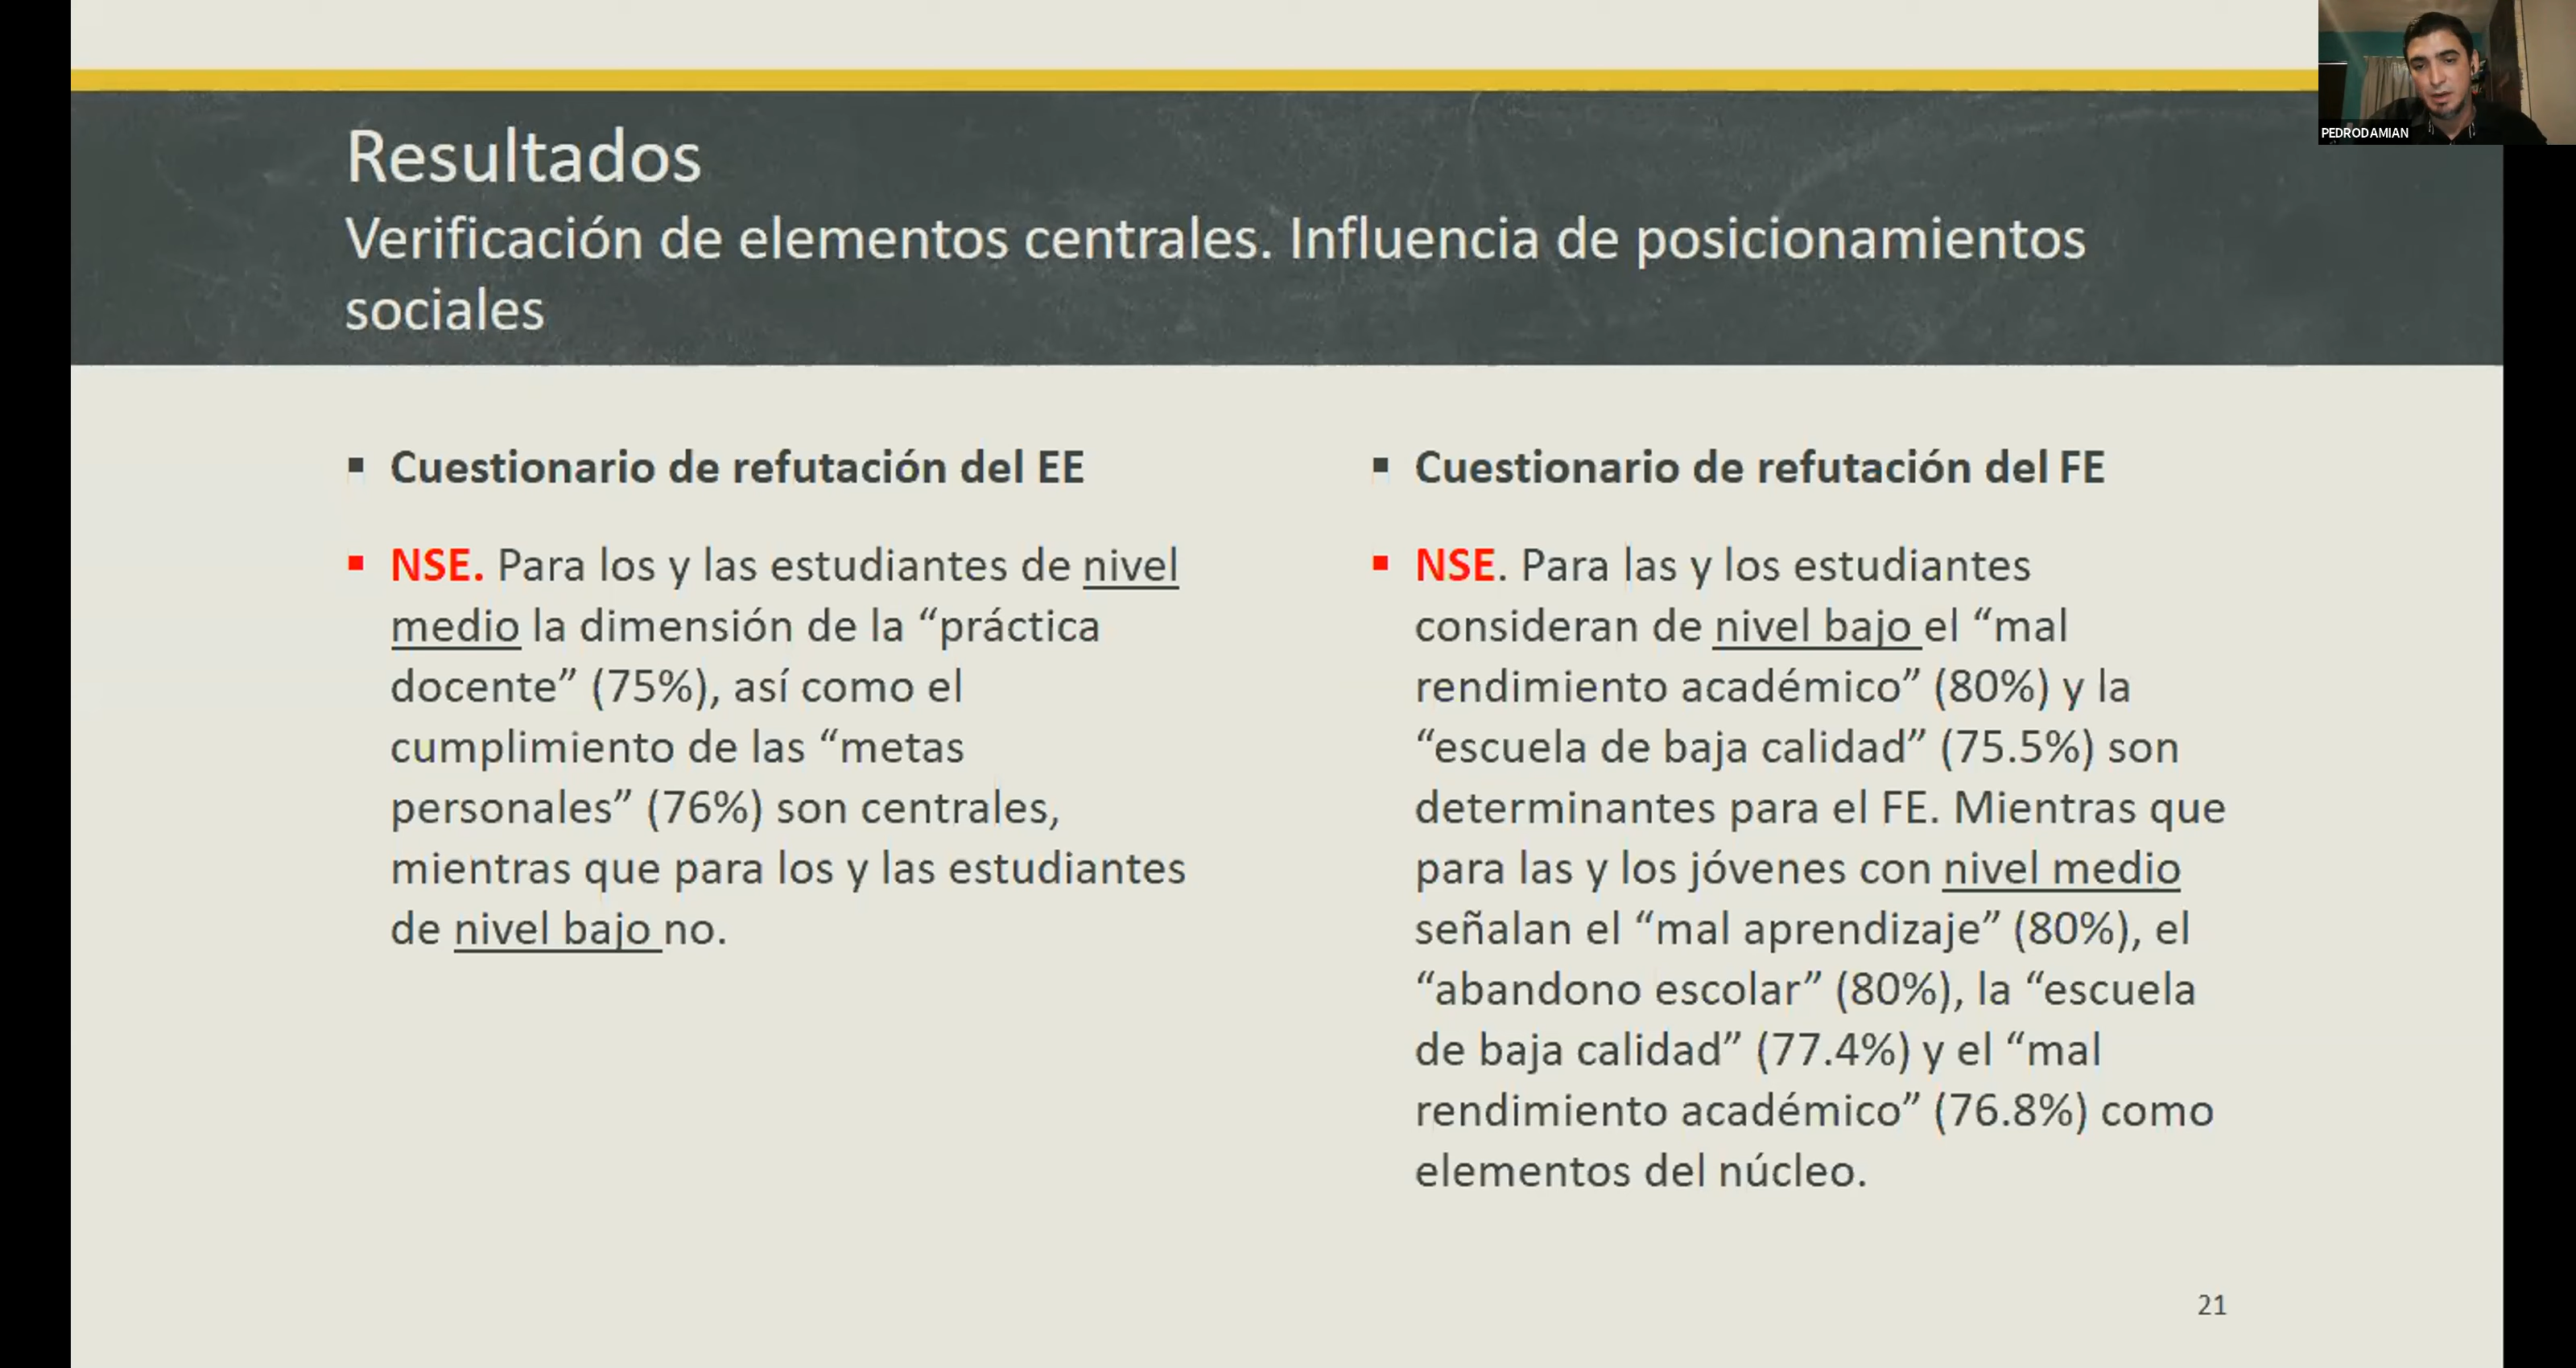 PEDRODAMIAN
Resultados
Verificación de elementos centrales. Influencia de posicionamientos
sociales
▪ Cuestionario de refutación del EE
▪ NSE. Para los y las estudiantes de nivel
medio la dimensión de la “práctica
docente” (75%), así como el
cumplimiento de las “metas
personales” (76%) son centrales,
mientras que para los y las estudiantes
de nivel bajo no.
▪ Cuestionario de refutación del FE
▪ NSE. Para las y los estudiantes
consideran de nivel bajo el “mal
rendimiento académico” (80%) y la
“escuela de baja calidad” (75.5%) son
determinantes para el FE. Mientras que
para las y los jóvenes con nivel medio
señalan el “mal aprendizaje” (80%), el
“abandono escolar” (80%), la “escuela
de baja calidad” (77.4%) y el “mal
rendimiento académico” (76.8%) como
elementos del núcleo.
21